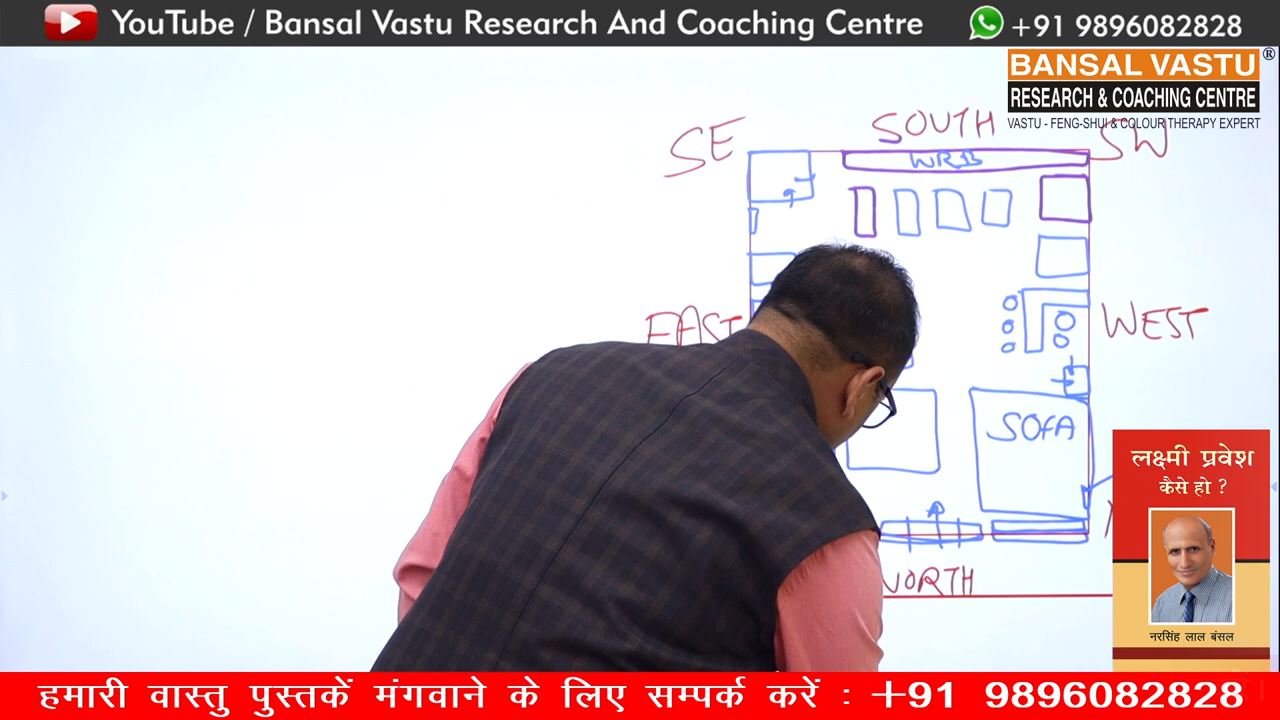 YouTube / Bansal Vastu Research And Coaching Centre
+91 9896082828
BANSAL VASTU®
RESEARCH & COACHING CENTRE
VASTU - FENG-SHUI & COLOUR THERAPY EXPERT
SE
SOUTH
SW
WRB
EAST
WEST
SOFA
NORTH
लक्ष्मी प्रवेश
कैसे हो ?
नरसिंह लाल बंसल
हमारी वास्तु पुस्तकें मंगवाने के लिए सम्पर्क करें : +91 9896082828